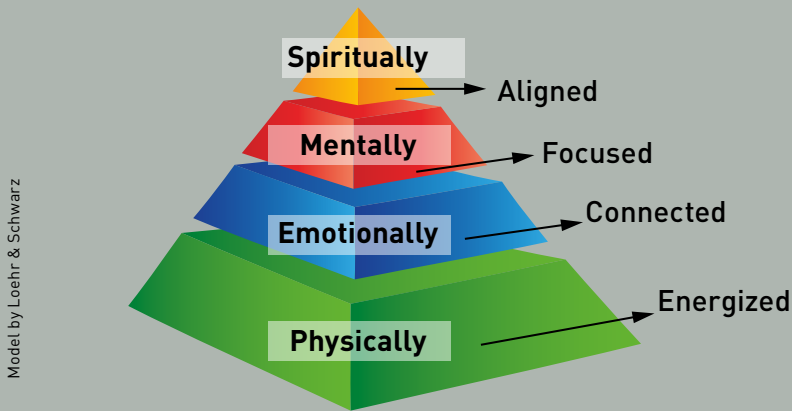 Spiritually
Aligned
Mentally
Focused
Emotionally
Connected
Physically
Energized
Model by Loehr & Schwarz